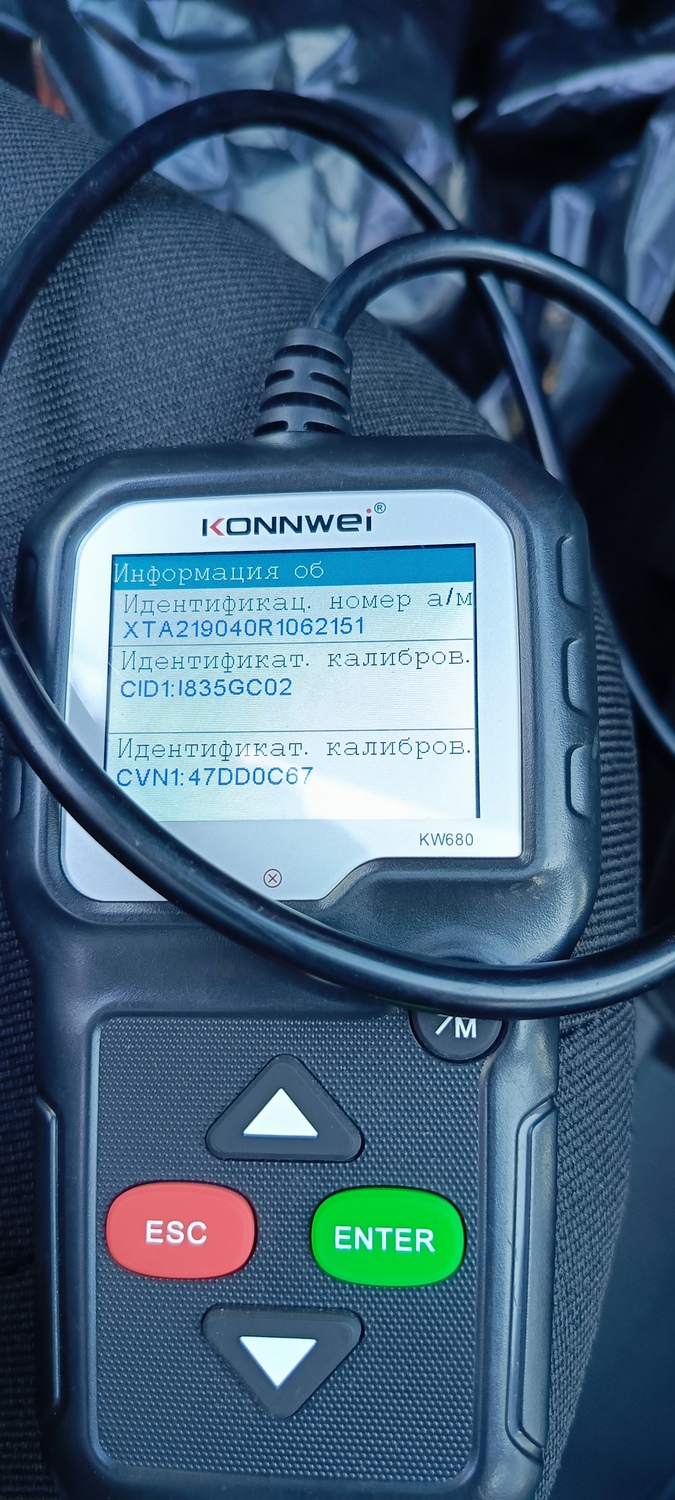 KONNWEI®
Информация об
Идентификац. номер а/м
XTA219040R1062151
Идентификат. калибров.
CID1:I835GC02
Идентификат. калибров.
CVN1:47DD0C67
KW680
/M
ESC
ENTER